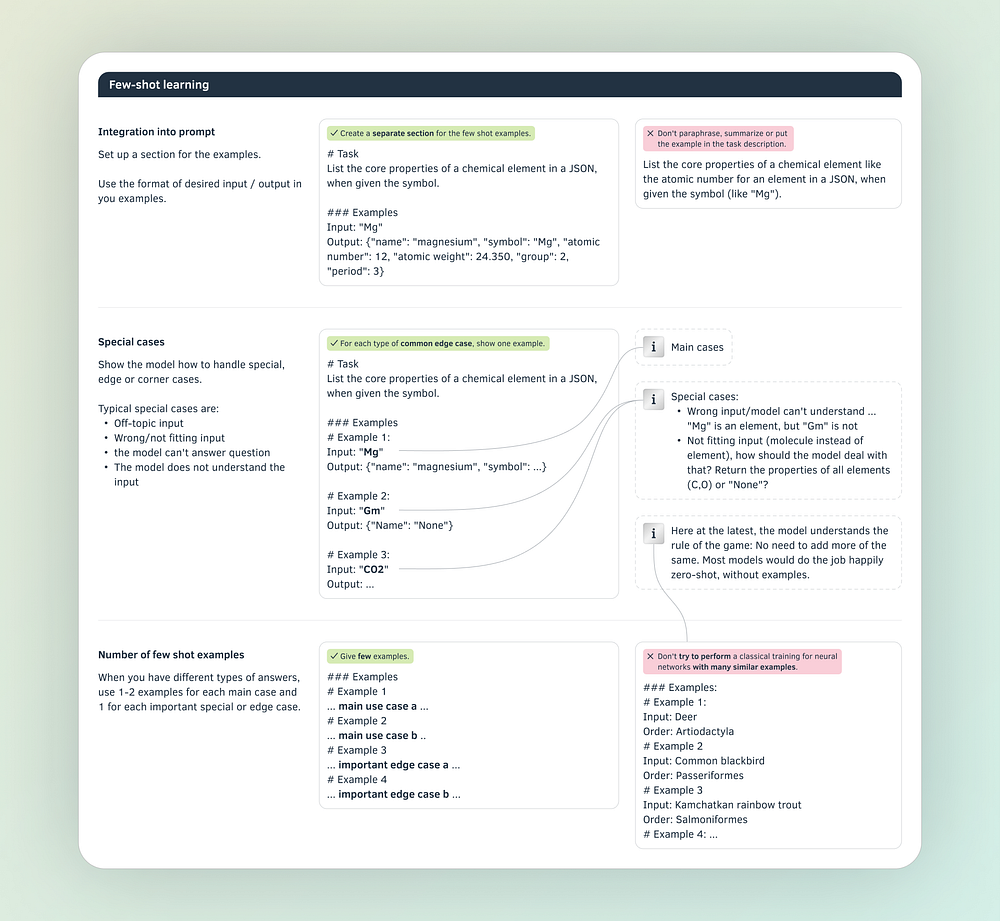 Few-shot learning
Integration into prompt
Set up a section for the examples.
Use the format of desired input / output in
you examples.
✓ Create a separate section for the few shot examples.
# Task
List the core properties of a chemical element in a JSON,
when given the symbol.
### Examples
Input: "Mg"
Output: {"name": "magnesium", "symbol": "Mg", "atomic
number": 12, "atomic weight": 24.350, "group": 2,
"period": 3}
✕ Don't paraphrase, summarize or put
the example in the task description.
List the core properties of a chemical element like
the atomic number for an element in a JSON, when
given the symbol (like "Mg").
Special cases
Show the model how to handle special,
edge or corner cases.
Typical special cases are:
• Off-topic input
• Wrong/not fitting input
• the model can't answer question
• The model does not understand the
input
✓ For each type of common edge case, show one example.
# Task
List the core properties of a chemical element in a JSON,
when given the symbol.
### Examples
# Example 1:
Input: "Mg"
Output: {"name": "magnesium", "symbol": ...}
# Example 2:
Input: "Gm"
Output: {"Name": "None"}
# Example 3:
Input: "CO2"
Output: ...
i Main cases
i Special cases:
• Wrong input/model can't understand ...
"Mg" is an element, but "Gm" is not
• Not fitting input (molecule instead of
element), how should the model deal with
that? Return the properties of all elements
(C,O) or "None"?
i Here at the latest, the model understands the
rule of the game: No need to add more of the
same. Most models would do the job happily
zero-shot, without examples.
Number of few shot examples
When you have different types of answers,
use 1-2 examples for each main case and
1 for each important special or edge case.
✓ Give few examples.
### Examples
# Example 1
... main use case a ...
# Example 2
... main use case b ..
# Example 3
... important edge case a ...
# Example 4
... important edge case b ...
✕ Don't try to perform a classical training for neural
networks with many similar examples.
### Examples:
# Example 1:
Input: Deer
Order: Artiodactyla
# Example 2
Input: Common blackbird
Order: Passeriformes
# Example 3
Input: Kamchatkan rainbow trout
Order: Salmoniformes
# Example 4: ...